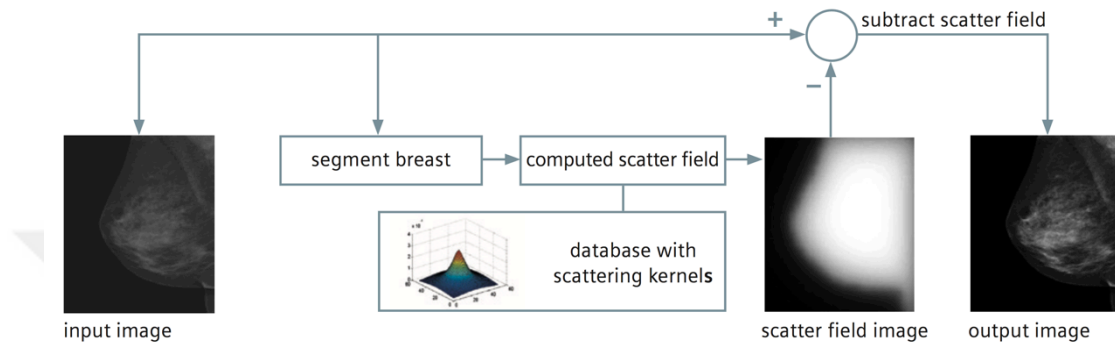 +
subtract scatter field
−
segment breast
computed scatter field
database with
scattering kernels
input image
scatter field image
output image